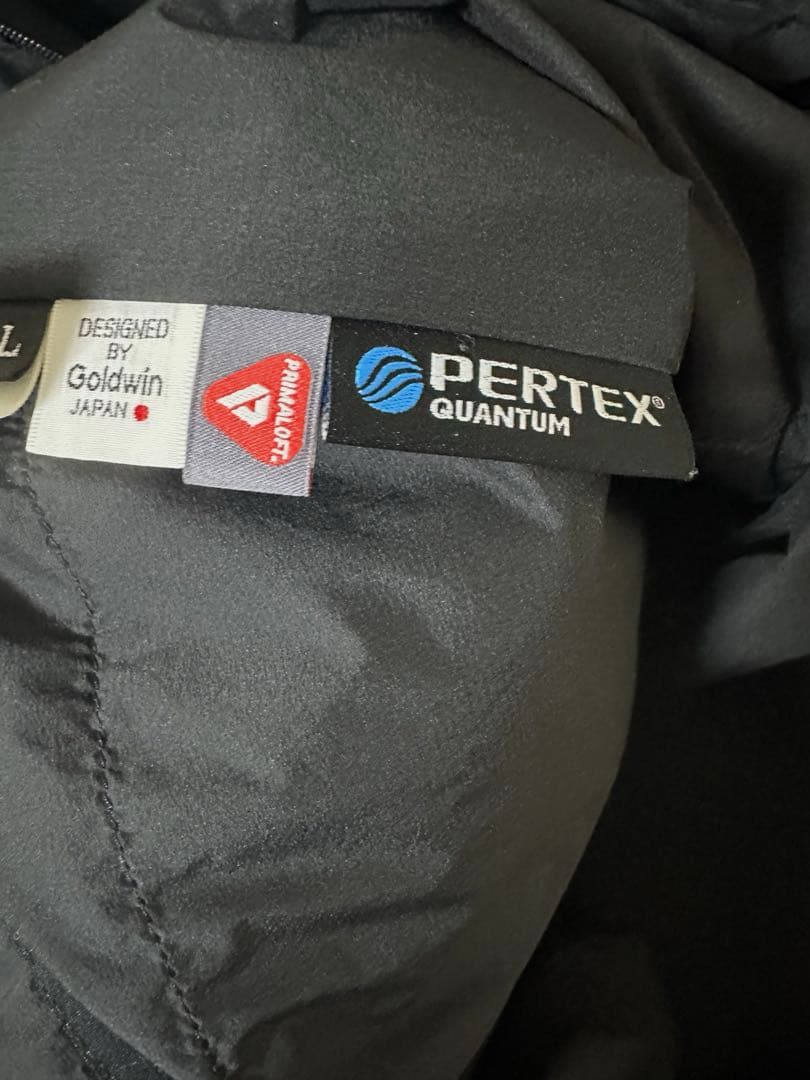 L
DESIGNED
BY
Goldwin
JAPAN
PRIMALOFT®
PERTEX®
QUANTUM